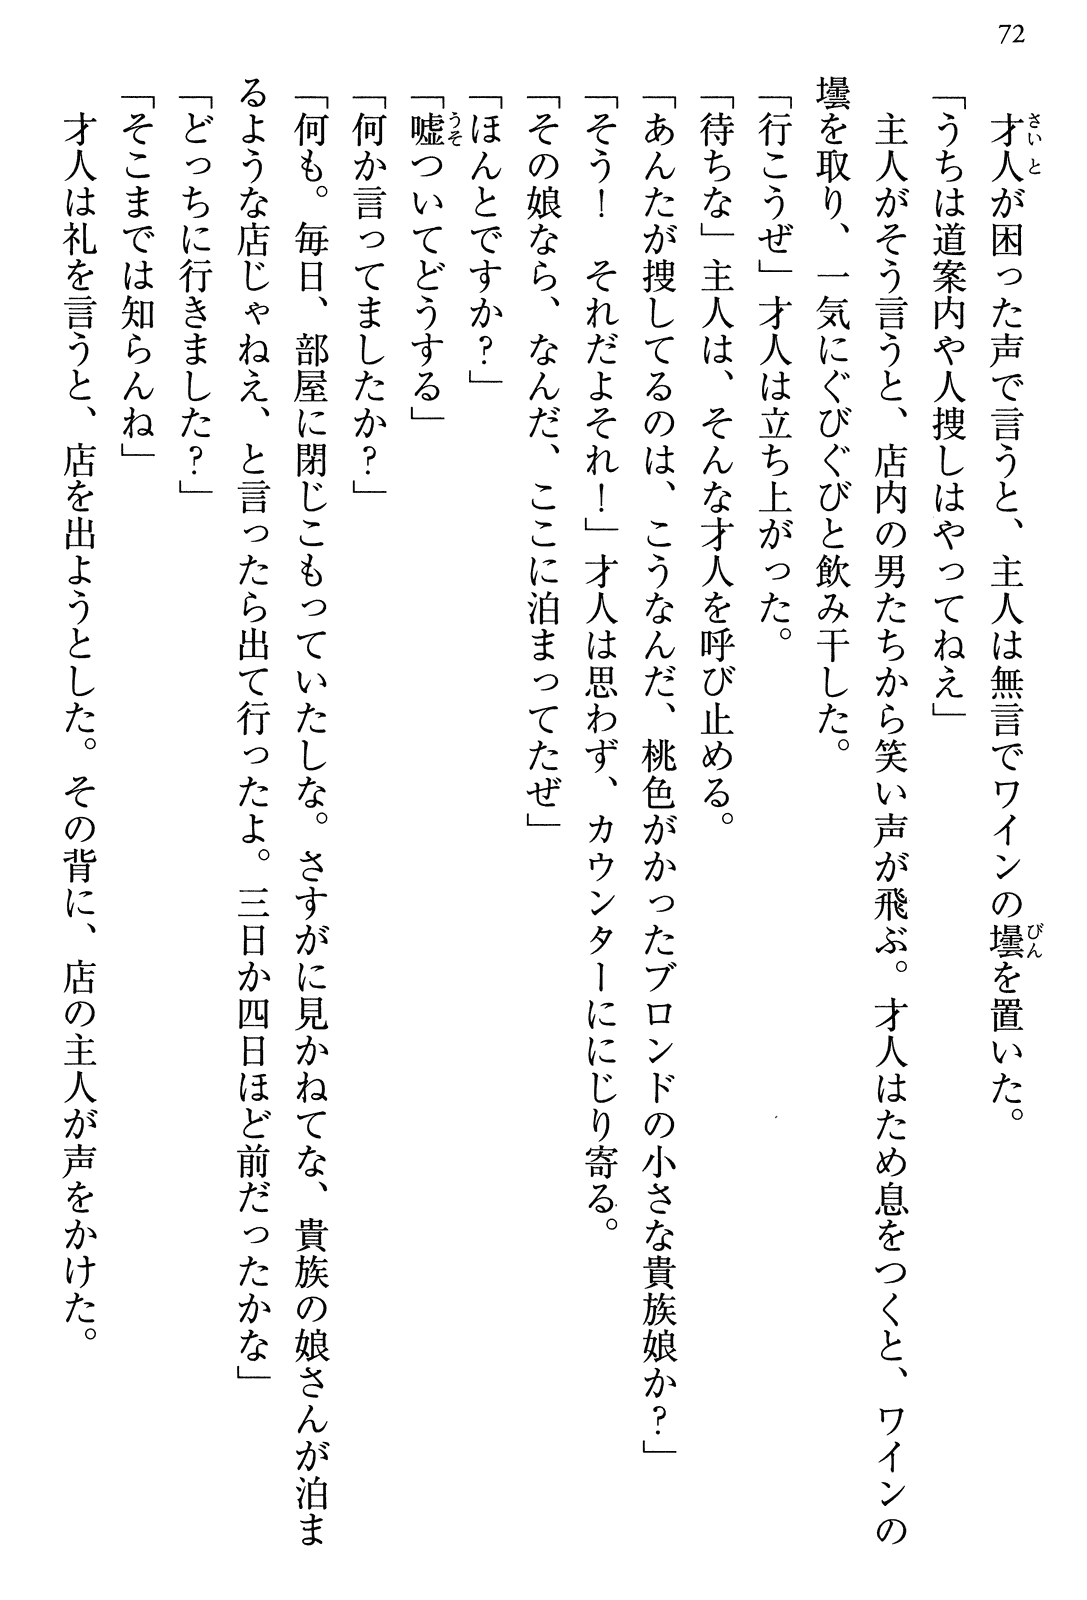 72
才人が困った声で言うと、主人は無言でワインの壜を置いた。
「うちは道案内や人捜しはやってねえ」
主人がそう言うと、店内の男たちから笑い声が飛ぶ。才人はため息をつくと、ワインの
壜を取り、一気にぐびぐびと飲み干した。
「行こうぜ」才人は立ち上がった。
「待ちな」主人は、そんな才人を呼び止める。
「あんたが捜してるのは、こうなんだ、桃色がかったブロンドの小さな貴族娘か?」
「そう!　それだよそれ!」才人は思わず、カウンターににじり寄る。
「その娘なら、なんだ、ここに泊まってたぜ」
「ほんとですか?」
「嘘ついてどうする」
「何か言ってましたか?」
「何も。毎日、部屋に閉じこもっていたしな。さすがに見かねてな、貴族の娘さんが泊ま
るような店じゃねえ、と言ったら出て行ったよ。三日か四日ほど前だったかな」
「どっちに行きました?」
「そこまでは知らんね」
才人は礼を言うと、店を出ようとした。その背に、店の主人が声をかけた。